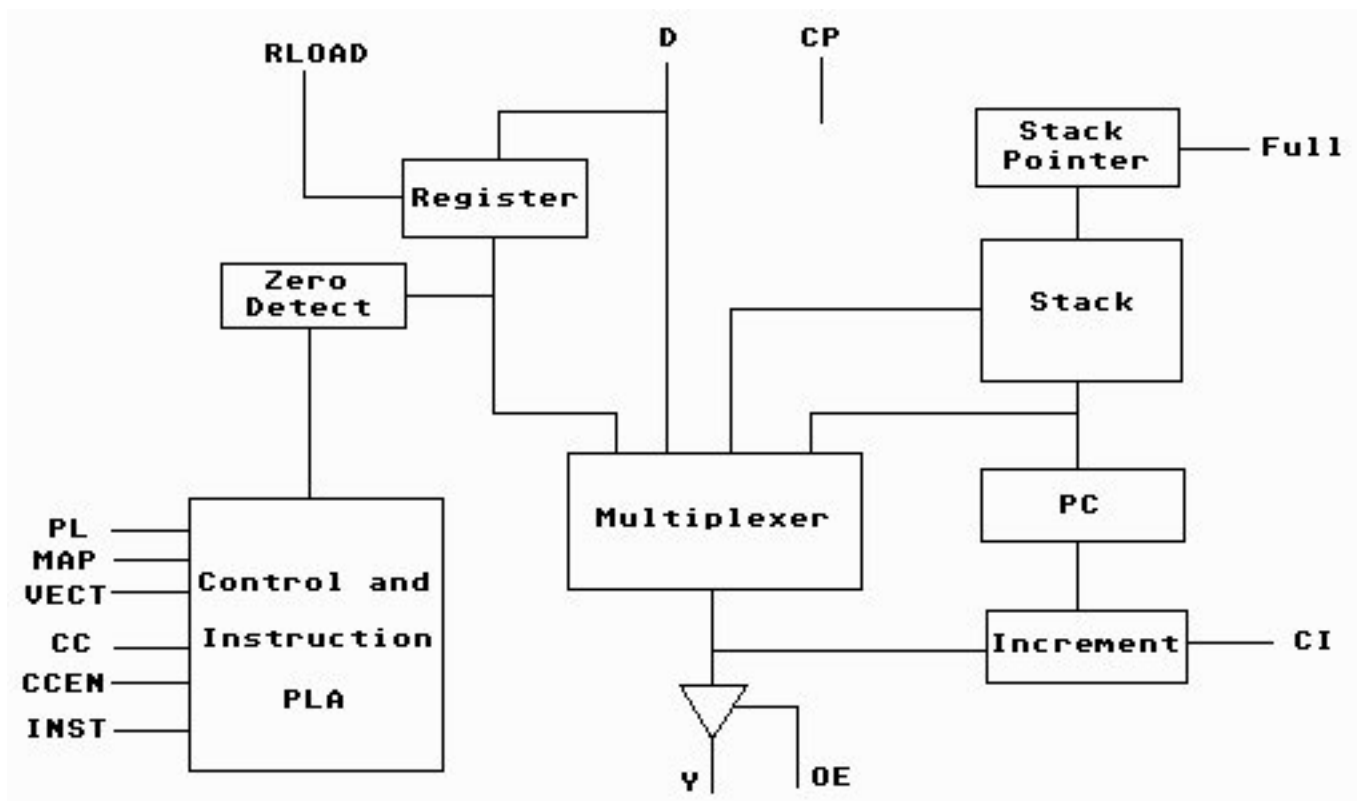 RLOAD
D
CP
Stack
Pointer
Full
Register
Zero
Detect
Stack
Multiplexer
PC
PL
MAP
VECT
CC
CCEN
INST
Control and
Instruction
PLA
Increment
CI
Y
OE